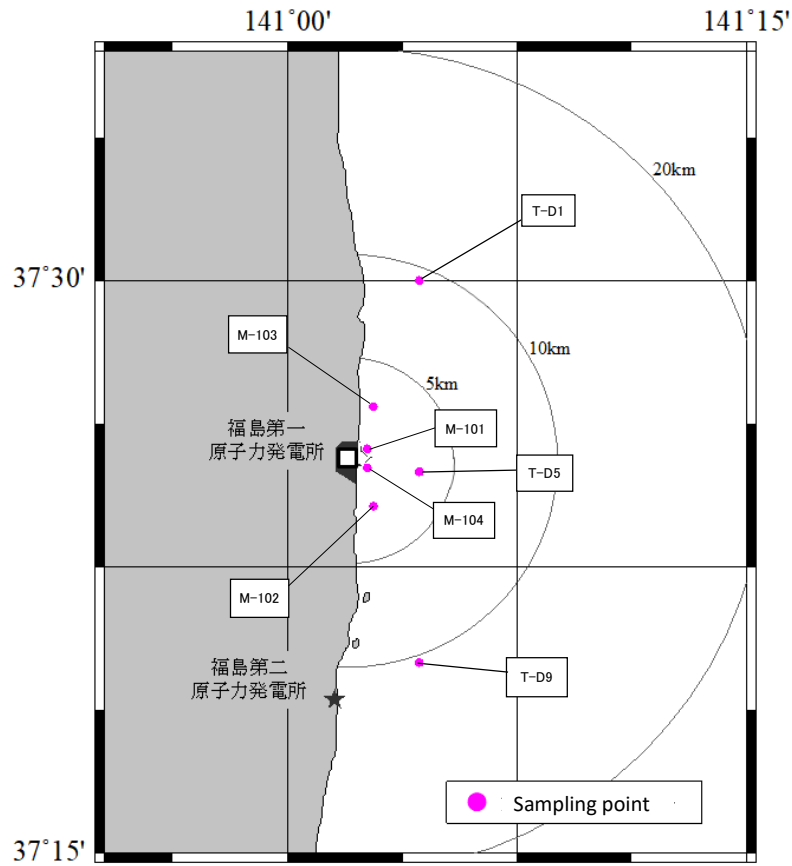 141°00' 141°15'
20km
T-D1
37°30'
M-103
10km
5km
福島第一
原子力発電所
M-101
T-D5
M-104
M-102
福島第二
原子力発電所
T-D9
Sampling point
37°15'